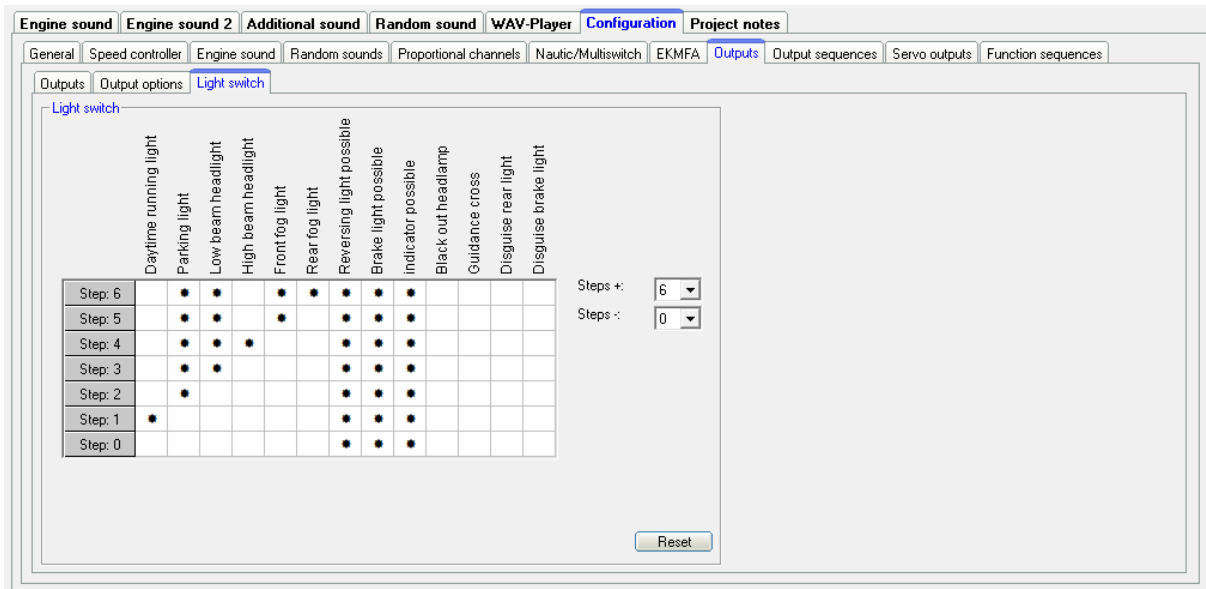 Engine sound Engine sound 2 Additional sound Random sound WAV-Player Configuration Project notes
General Speed controller Engine sound Random sounds Proportional channels Nautic/Multiswitch EKMFA Outputs Output sequences Servo outputs Function sequences
Outputs Output options Light switch
Light switch
Daytime running light
Parking light
Low beam headlight
High beam headlight
Front fog light
Rear fog light
Reversing light possible
Brake light possible
indicator possible
Black out headlamp
Guidance cross
Disguise rear light
Disguise brake light
Step: 6
Step: 5
Step: 4
Step: 3
Step: 2
Step: 1
Step: 0
Steps +: 6
Steps -: 0
Reset